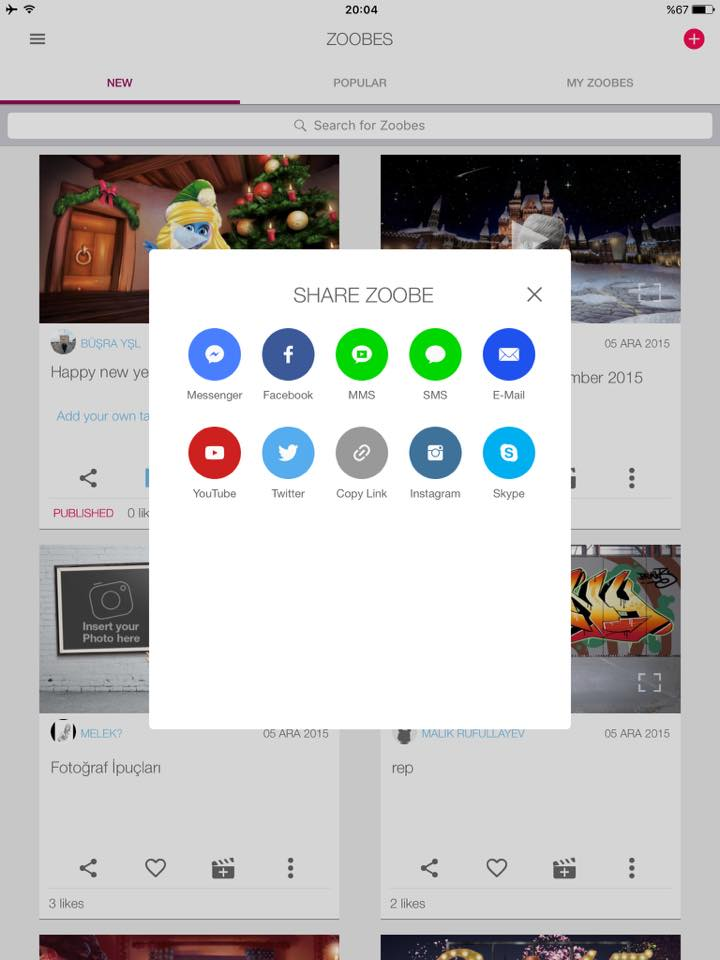 20:04
%67
ZOOBES
NEW
POPULAR
MY ZOOBES
Search for Zoobes
SHARE ZOOBE
Messenger
Facebook
MMS
SMS
E-Mail
YouTube
Twitter
Copy Link
Instagram
Skype
BÜŞRA YŞL
05 ARA 2015
Happy new ye
mber 2015
Add your own ta
PUBLISHED
0 lik
Insert your
Photo here
MELEK?
05 ARA 2015
MALIK RUFULLAYEV
05 ARA 2015
Fotoğraf İpuçları
rep
3 likes
2 likes